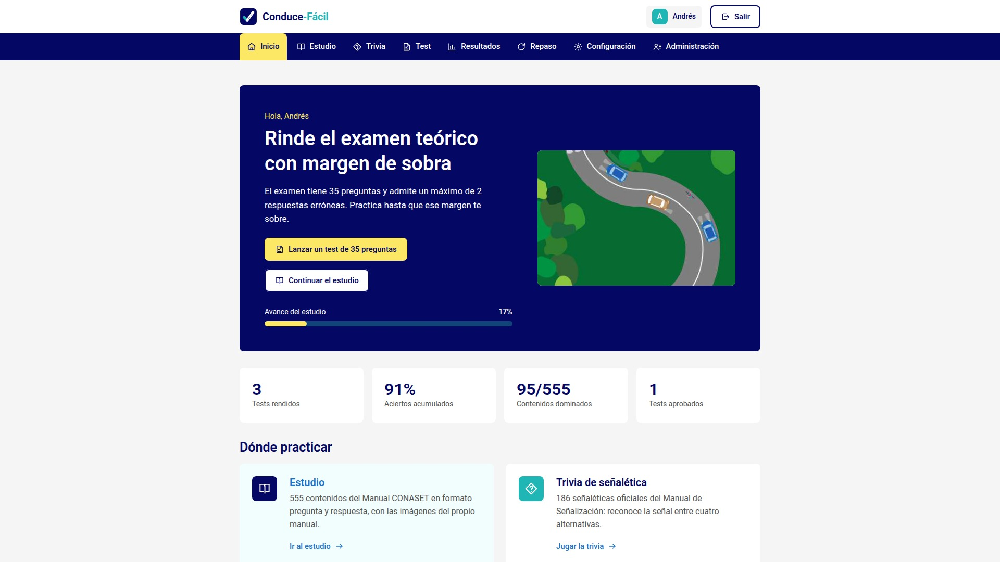 Conduce-Fácil
A
Andrés
Salir
Inicio
Estudio
Trivia
Test
Resultados
Repaso
Configuración
Administración
Hola, Andrés
Rinde el examen teórico
con margen de sobra
El examen tiene 35 preguntas y admite un máximo de 2
respuestas erróneas. Practica hasta que ese margen te
sobre.
Lanzar un test de 35 preguntas
Continuar el estudio
Avance del estudio
17%
3
Tests rendidos
91%
Aciertos acumulados
95/555
Contenidos dominados
1
Tests aprobados
Dónde practicar
Estudio
555 contenidos del Manual CONASET en formato
pregunta y respuesta, con las imágenes del propio
manual.
Ir al estudio
Trivia de señalética
186 señaléticas oficiales del Manual de
Señalización: reconoce la señal entre cuatro
alternativas.
Jugar la trivia